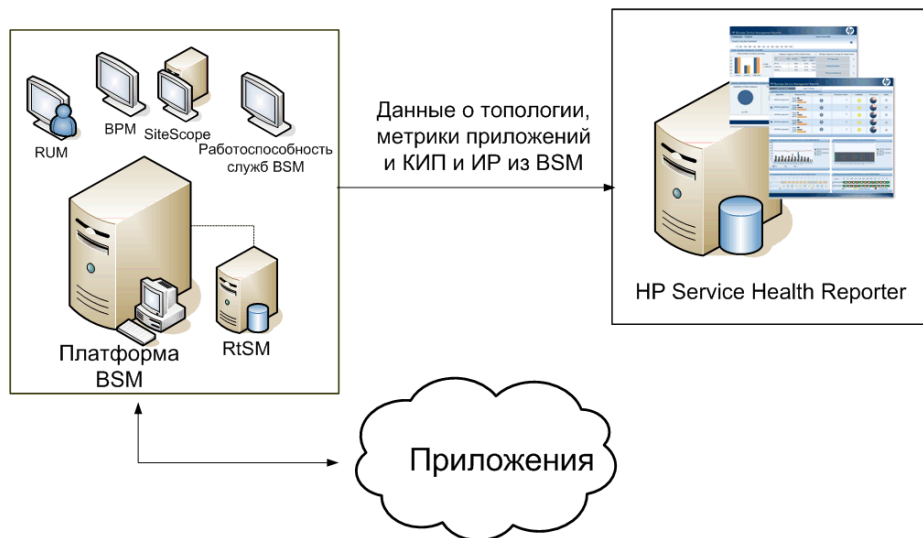 RUM
BPM
SiteScope
Работоспособность
служб BSM
Платформа
BSM
RtSM
Данные о топологии,
метрики приложений
и КИП и ИР из BSM
HP Service Health Reporter
Приложения